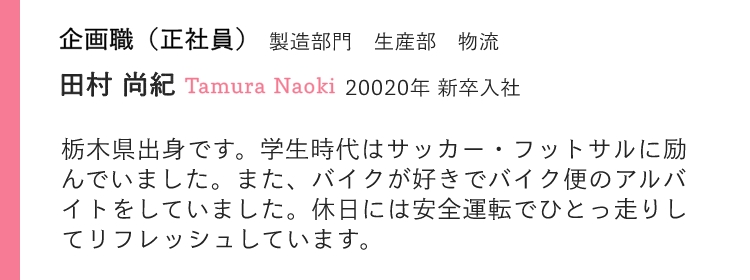 企画職（正社員） 製造部門　生産部　物流
田村 尚紀 Tamura Naoki 20020年 新卒入社
栃木県出身です。学生時代はサッカー・フットサルに励
んでいました。また、バイクが好きでバイク便のアルバ
イトをしていました。休日には安全運転でひとっ走りし
てリフレッシュしています。